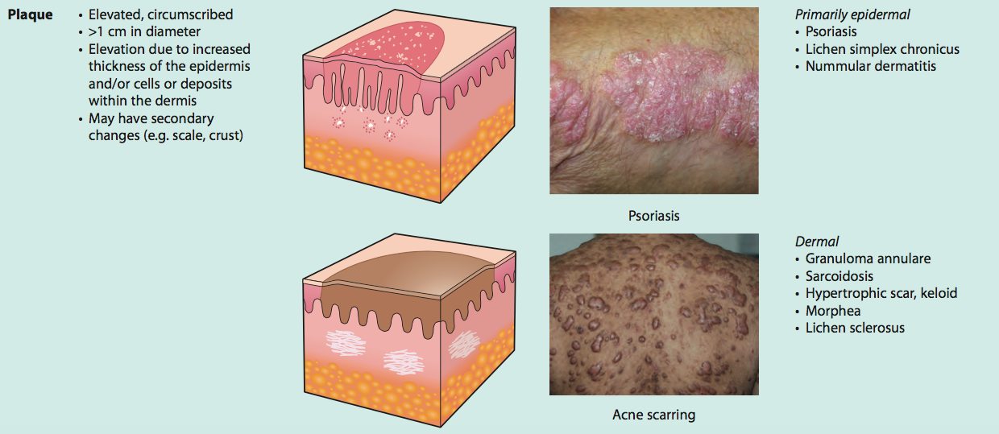 Plaque
• Elevated, circumscribed
• >1 cm in diameter
• Elevation due to increased
thickness of the epidermis
and/or cells or deposits
within the dermis
• May have secondary
changes (e.g. scale, crust)
Psoriasis
Primarily epidermal
• Psoriasis
• Lichen simplex chronicus
• Nummular dermatitis
Acne scarring
Dermal
• Granuloma annulare
• Sarcoidosis
• Hypertrophic scar, keloid
• Morphea
• Lichen sclerosus